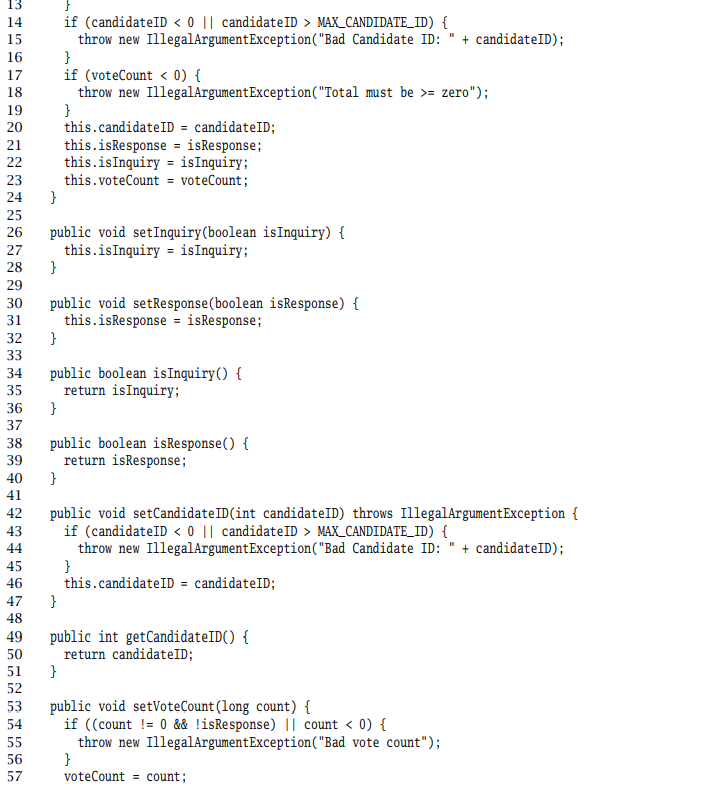 13      }
14      if (candidateID < 0 || candidateID > MAX_CANDIDATE_ID) {
15        throw new IllegalArgumentException("Bad Candidate ID: " + candidateID);
16      }
17      if (voteCount < 0) {
18        throw new IllegalArgumentException("Total must be >= zero");
19      }
20      this.candidateID = candidateID;
21      this.isResponse = isResponse;
22      this.isInquiry = isInquiry;
23      this.voteCount = voteCount;
24    }
25
26    public void setInquiry(boolean isInquiry) {
27      this.isInquiry = isInquiry;
28    }
29
30    public void setResponse(boolean isResponse) {
31      this.isResponse = isResponse;
32    }
33
34    public boolean isInquiry() {
35      return isInquiry;
36    }
37
38    public boolean isResponse() {
39      return isResponse;
40    }
41
42    public void setCandidateID(int candidateID) throws IllegalArgumentException {
43      if (candidateID < 0 || candidateID > MAX_CANDIDATE_ID) {
44        throw new IllegalArgumentException("Bad Candidate ID: " + candidateID);
45      }
46      this.candidateID = candidateID;
47    }
48
49    public int getCandidateID() {
50      return candidateID;
51    }
52
53    public void setVoteCount(long count) {
54      if ((count != 0 && !isResponse) || count < 0) {
55        throw new IllegalArgumentException("Bad vote count");
56      }
57      voteCount = count;